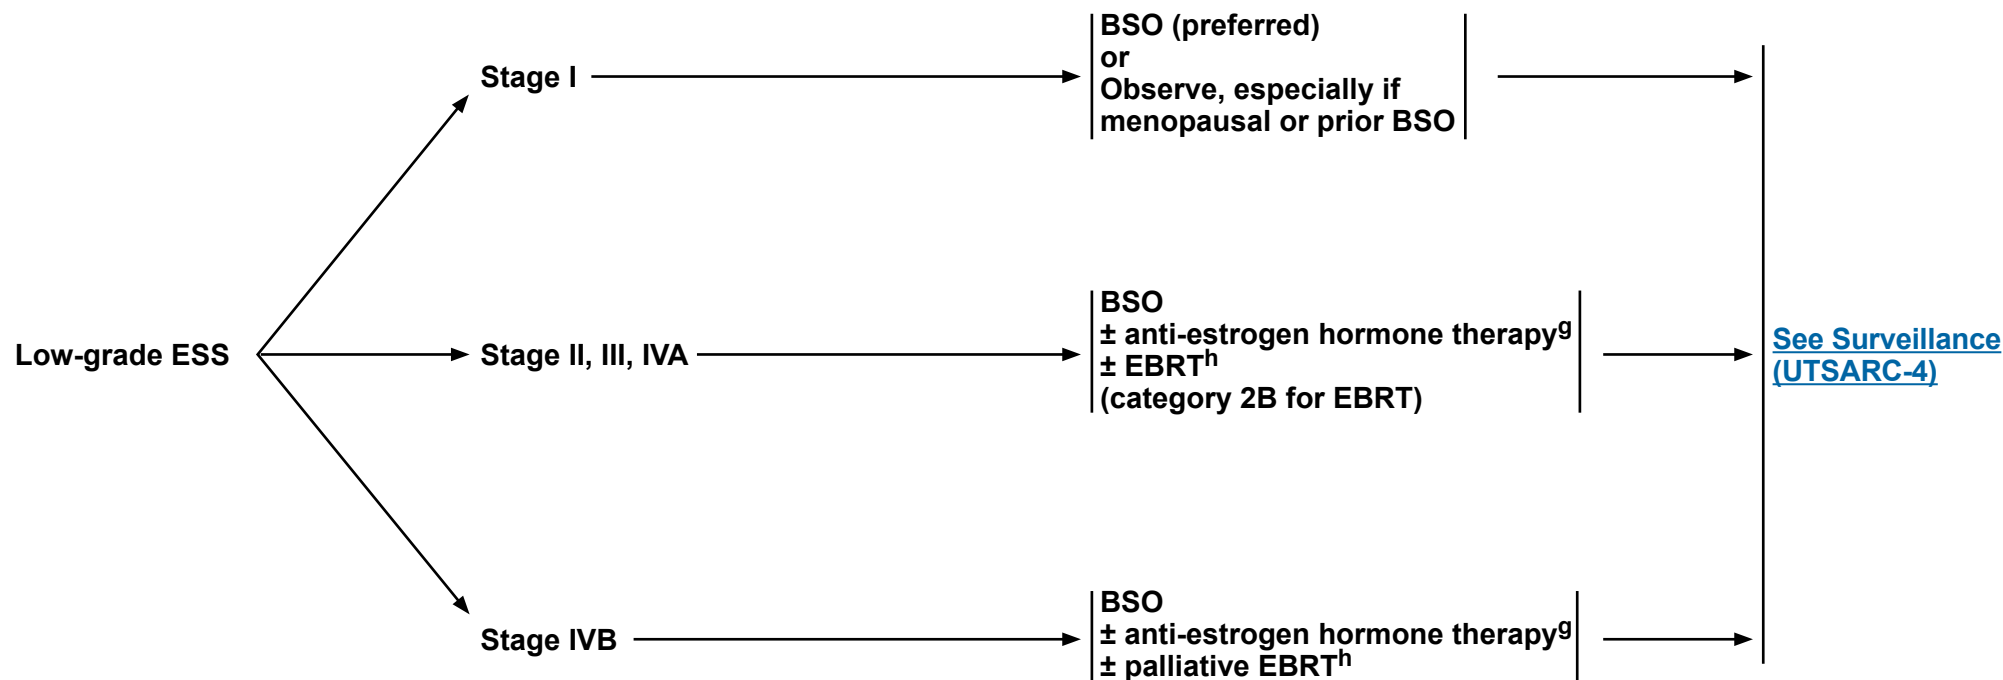 BSO (preferred)
or
Observe, especially if
menopausal or prior BSO
Stage I
BSO
± anti-estrogen hormone therapyg
± EBRTh
(category 2B for EBRT)
Low-grade ESS
Stage II, III, IVA
See Surveillance
(UTSARC-4)
BSO
± anti-estrogen hormone therapyg
± palliative EBRTh
Stage IVB